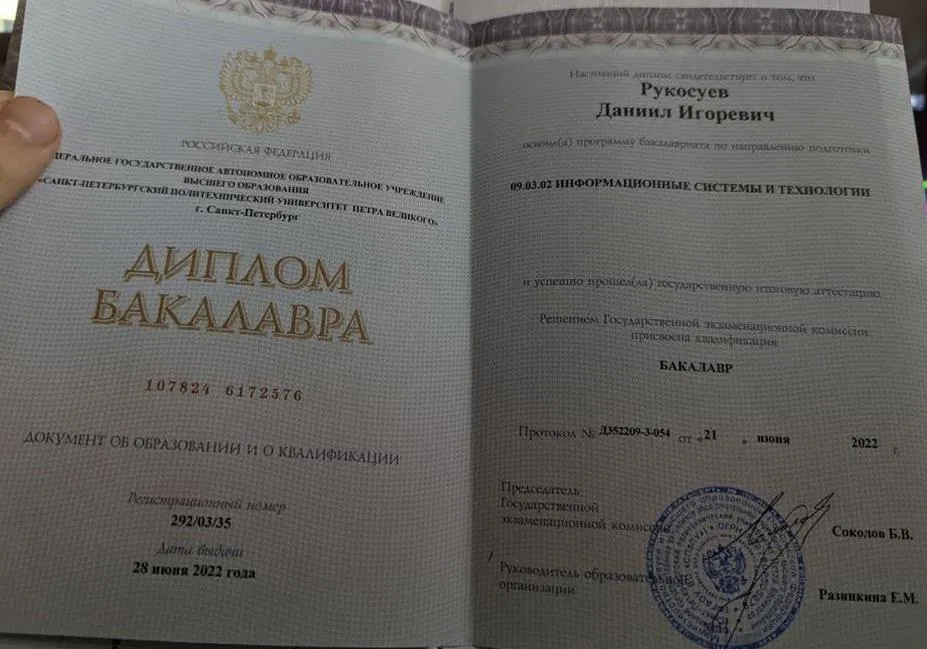 РОССИЙСКАЯ ФЕДЕРАЦИЯ
ФЕДЕРАЛЬНОЕ ГОСУДАРСТВЕННОЕ АВТОНОМНОЕ ОБРАЗОВАТЕЛЬНОЕ УЧРЕЖДЕНИЕ
ВЫСШЕГО ОБРАЗОВАНИЯ
«САНКТ-ПЕТЕРБУРГСКИЙ ПОЛИТЕХНИЧЕСКИЙ УНИВЕРСИТЕТ ПЕТРА ВЕЛИКОГО»
г. Санкт-Петербург
ДИПЛОМ
БАКАЛАВРА
107824 6172576
ДОКУМЕНТ ОБ ОБРАЗОВАНИИ И О КВАЛИФИКАЦИИ
Регистрационный номер
292/03/35
Дата выдачи
28 июня 2022 года
Настоящий диплом свидетельствует о том, что
Рукосуев
Даниил Игоревич
освоил(а) программу бакалавриата по направлению подготовки
09.03.02 ИНФОРМАЦИОННЫЕ СИСТЕМЫ И ТЕХНОЛОГИИ
и успешно прошел(ла) государственную итоговую аттестацию
Решением Государственной экзаменационной комиссии
присвоена квалификация
БАКАЛАВР
Протокол № Д352209-3-054 от «21 » июня 2022 г.
Председатель
Государственной
экзаменационной комиссии
Соколов Б.В.
/ Руководитель образовательной
организации
Разинкина Е.М.